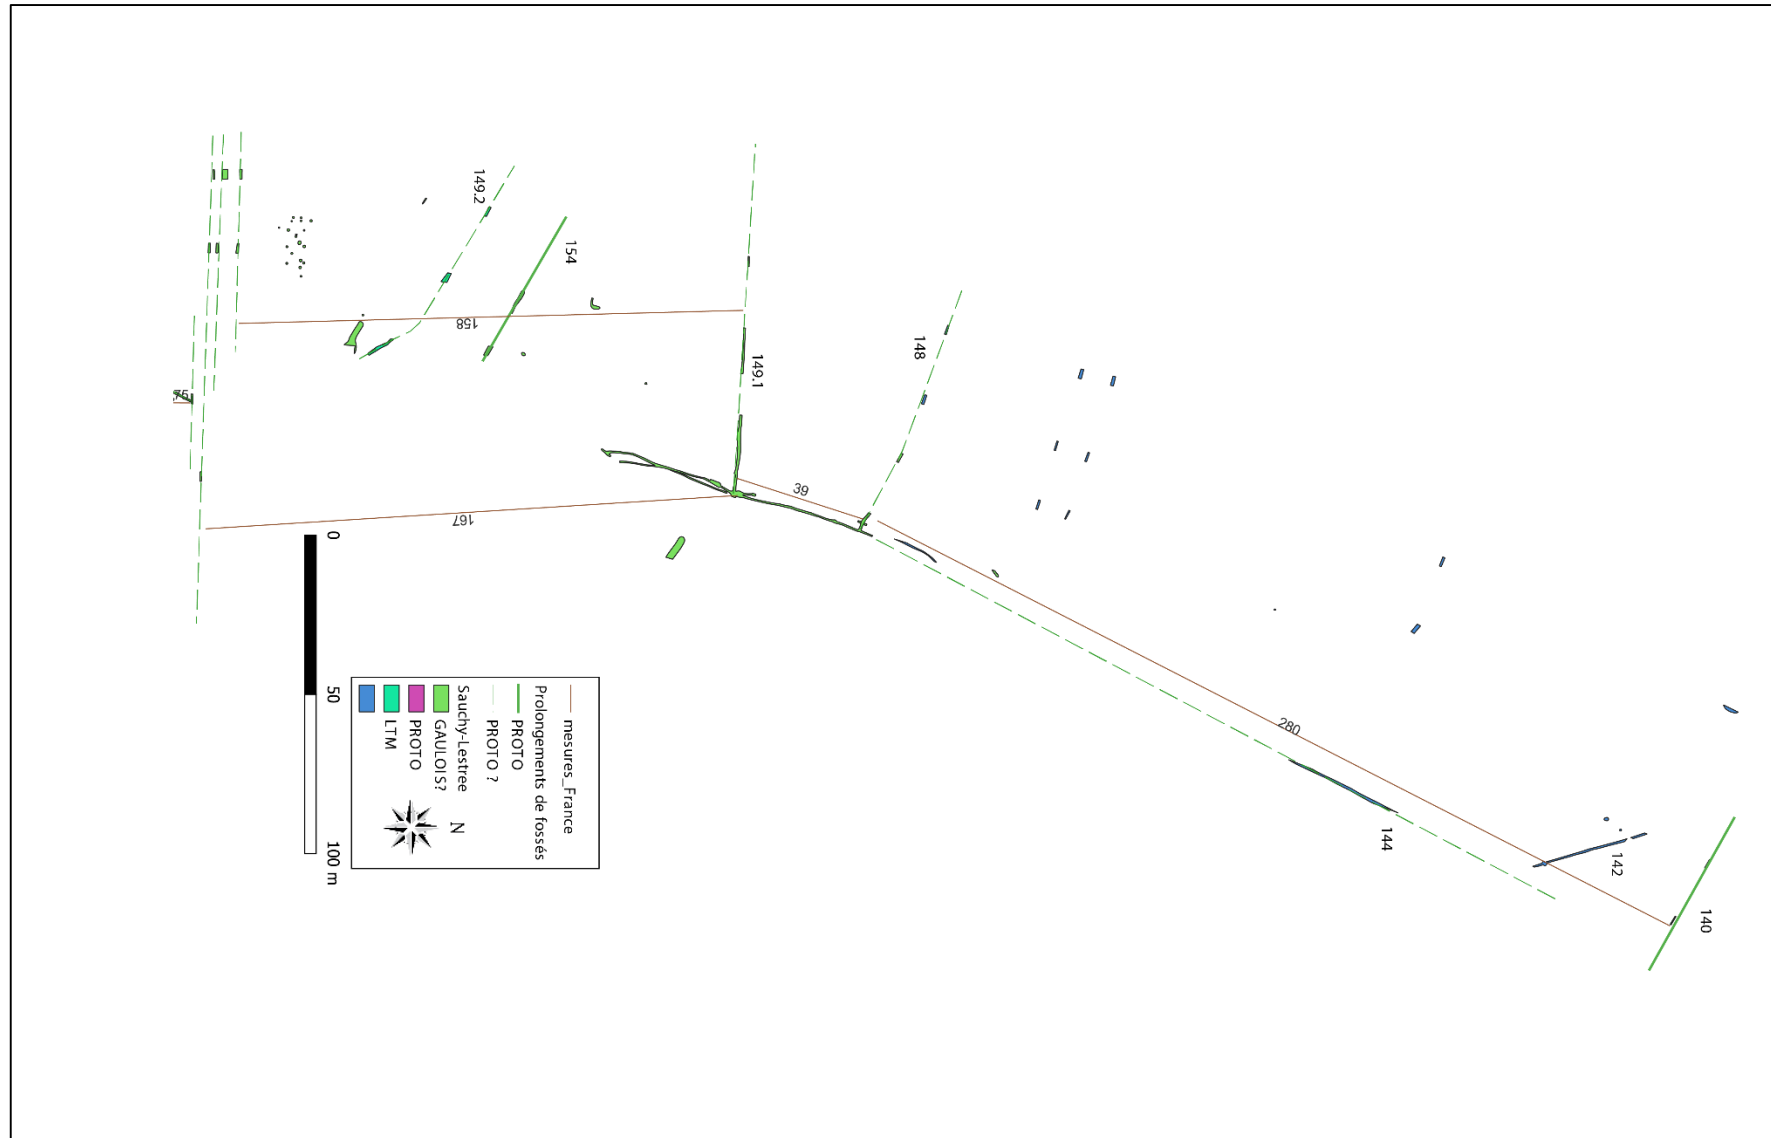 149.2
154
158
149.1
148
75
39
167
280
144
142
140
0
50
100 m
mesures_France
Prolongements de fossés
PROTO
PROTO ?
Sauchy-Lestree
GAULOIS?
PROTO
LTM
N